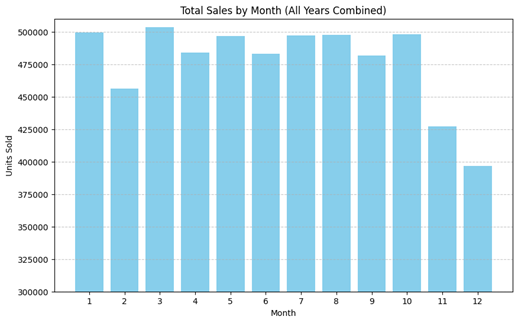 Total Sales by Month (All Years Combined)
500000
475000
450000
425000
400000
375000
350000
325000
300000
Units Sold
1 2 3 4 5 6 7 8 9 10 11 12
Month